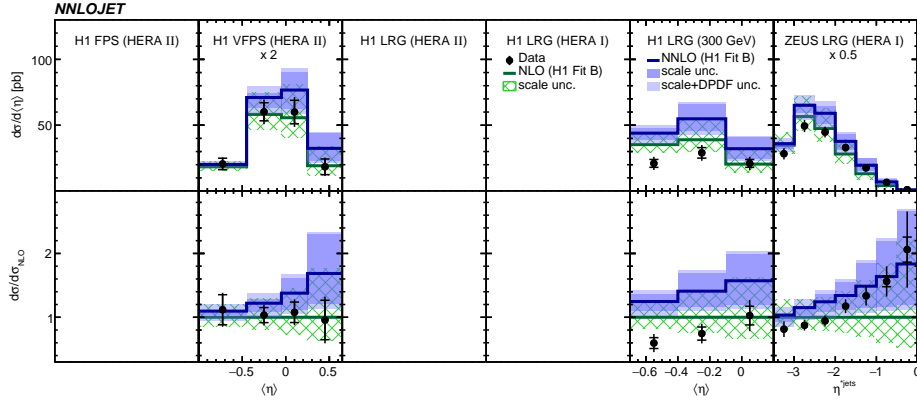 NNLOJET
H1 FPS (HERA II)
H1 VFPS (HERA II)
x 2
H1 LRG (HERA II)
H1 LRG (HERA I)
H1 LRG (300 GeV)
ZEUS LRG (HERA I)
x 0.5
Data
NLO (H1 Fit B)
scale unc.
NNLO (H1 Fit B)
scale unc.
scale+DPDF unc.
dσ/d⟨η⟩ [pb]
100
50
dσ/dσNLO
2
1
−0.5 0 0.5
−0.6 −0.4 −0.2 0
−3 −2 −1 0
⟨η⟩
⟨η⟩
η*jets